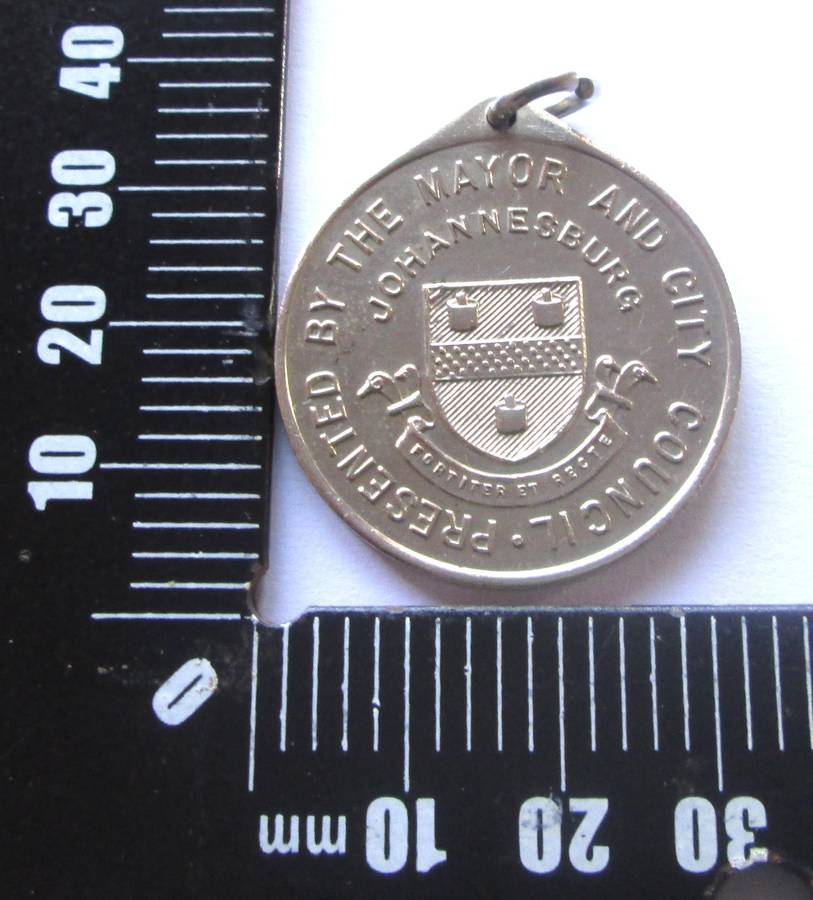 PRESENTED BY THE MAYOR AND CITY COUNCIL •
JOHANNESBURG
FORTITER ET RECTE
40
30
20
10
0
mm 10 20 30